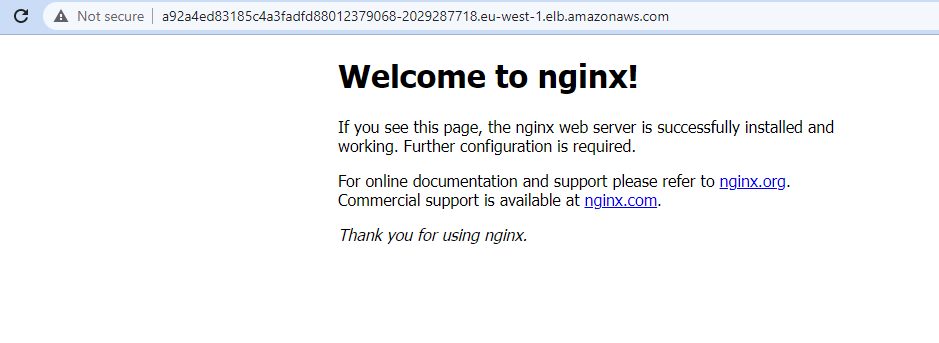 Not secure a92a4ed83185c4a3fadfd88012379068-2029287718.eu-west-1.elb.amazonaws.com
Welcome to nginx!
If you see this page, the nginx web server is successfully installed and
working. Further configuration is required.
For online documentation and support please refer to nginx.org.
Commercial support is available at nginx.com.
Thank you for using nginx.